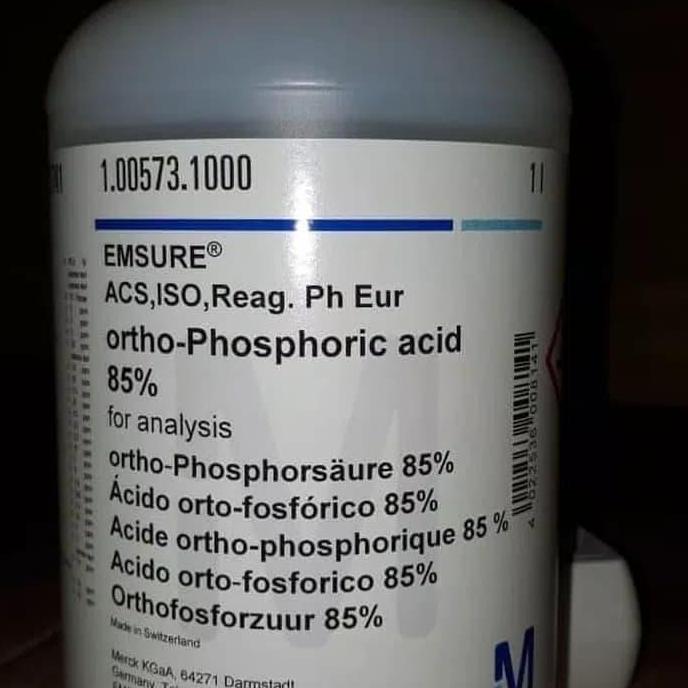 1.00573.1000
1 l
EMSURE®
ACS,ISO,Reag. Ph Eur
ortho-Phosphoric acid
85%
for analysis
ortho-Phosphorsäure 85%
Ácido orto-fosfórico 85%
Acide ortho-phosphorique 85 %
Acido orto-fosforico 85%
Orthofosforzuur 85%
Made in Switzerland
Merck KGaA, 64271 Darmstadt
Germany,
M